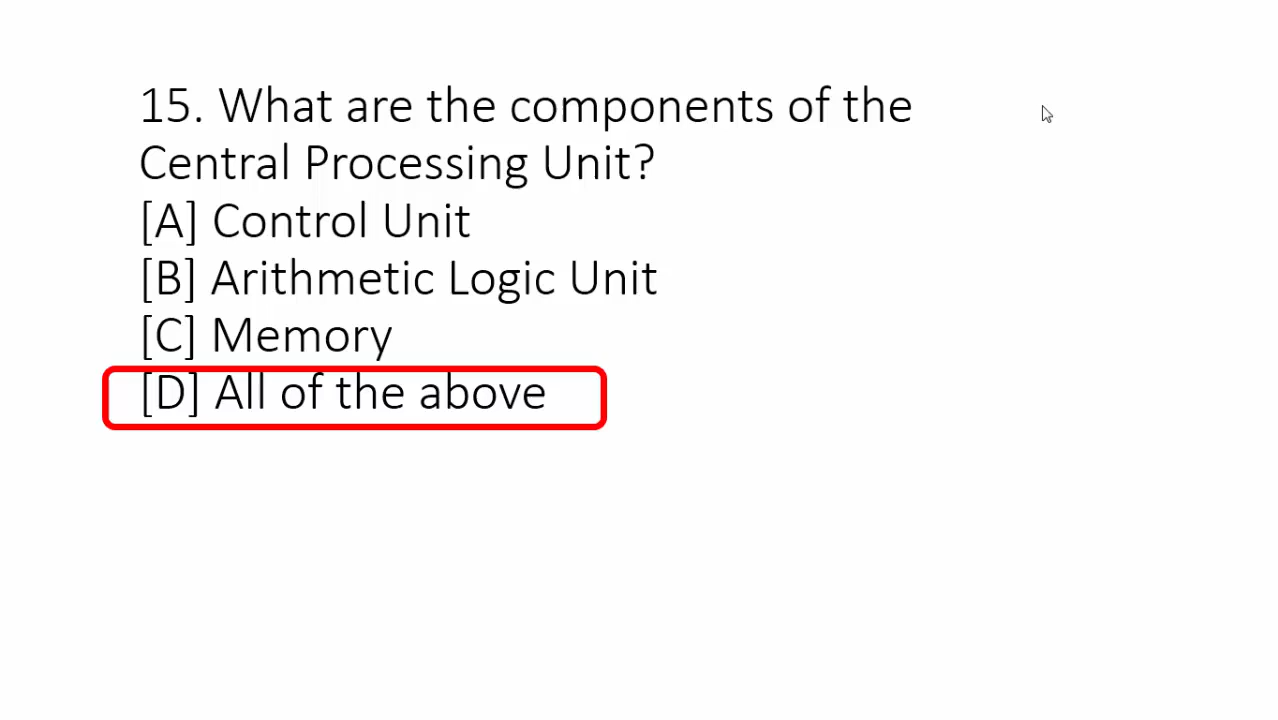 15. What are the components of the
Central Processing Unit?
[A] Control Unit
[B] Arithmetic Logic Unit
[C] Memory
[D] All of the above